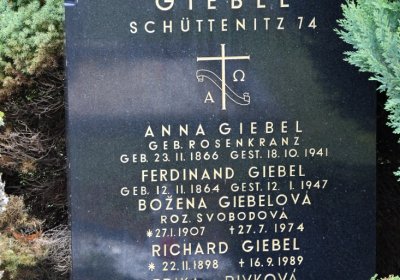 GIEBEL
SCHÜTTENITZ 74
Α Ω
ANNA GIEBEL
GEB. ROSENKRANZ
GEB. 23. 11. 1866 GEST. 18. 10. 1941
FERDINAND GIEBEL
GEB. 12. 11. 1864 GEST. 12. 1. 1947
BOŽENA GIEBELOVÁ
ROZ. SVOBODOVÁ
*27.1.1907 †27.7.1974
RICHARD GIEBEL
* 22.11.1898 †16.9.1989